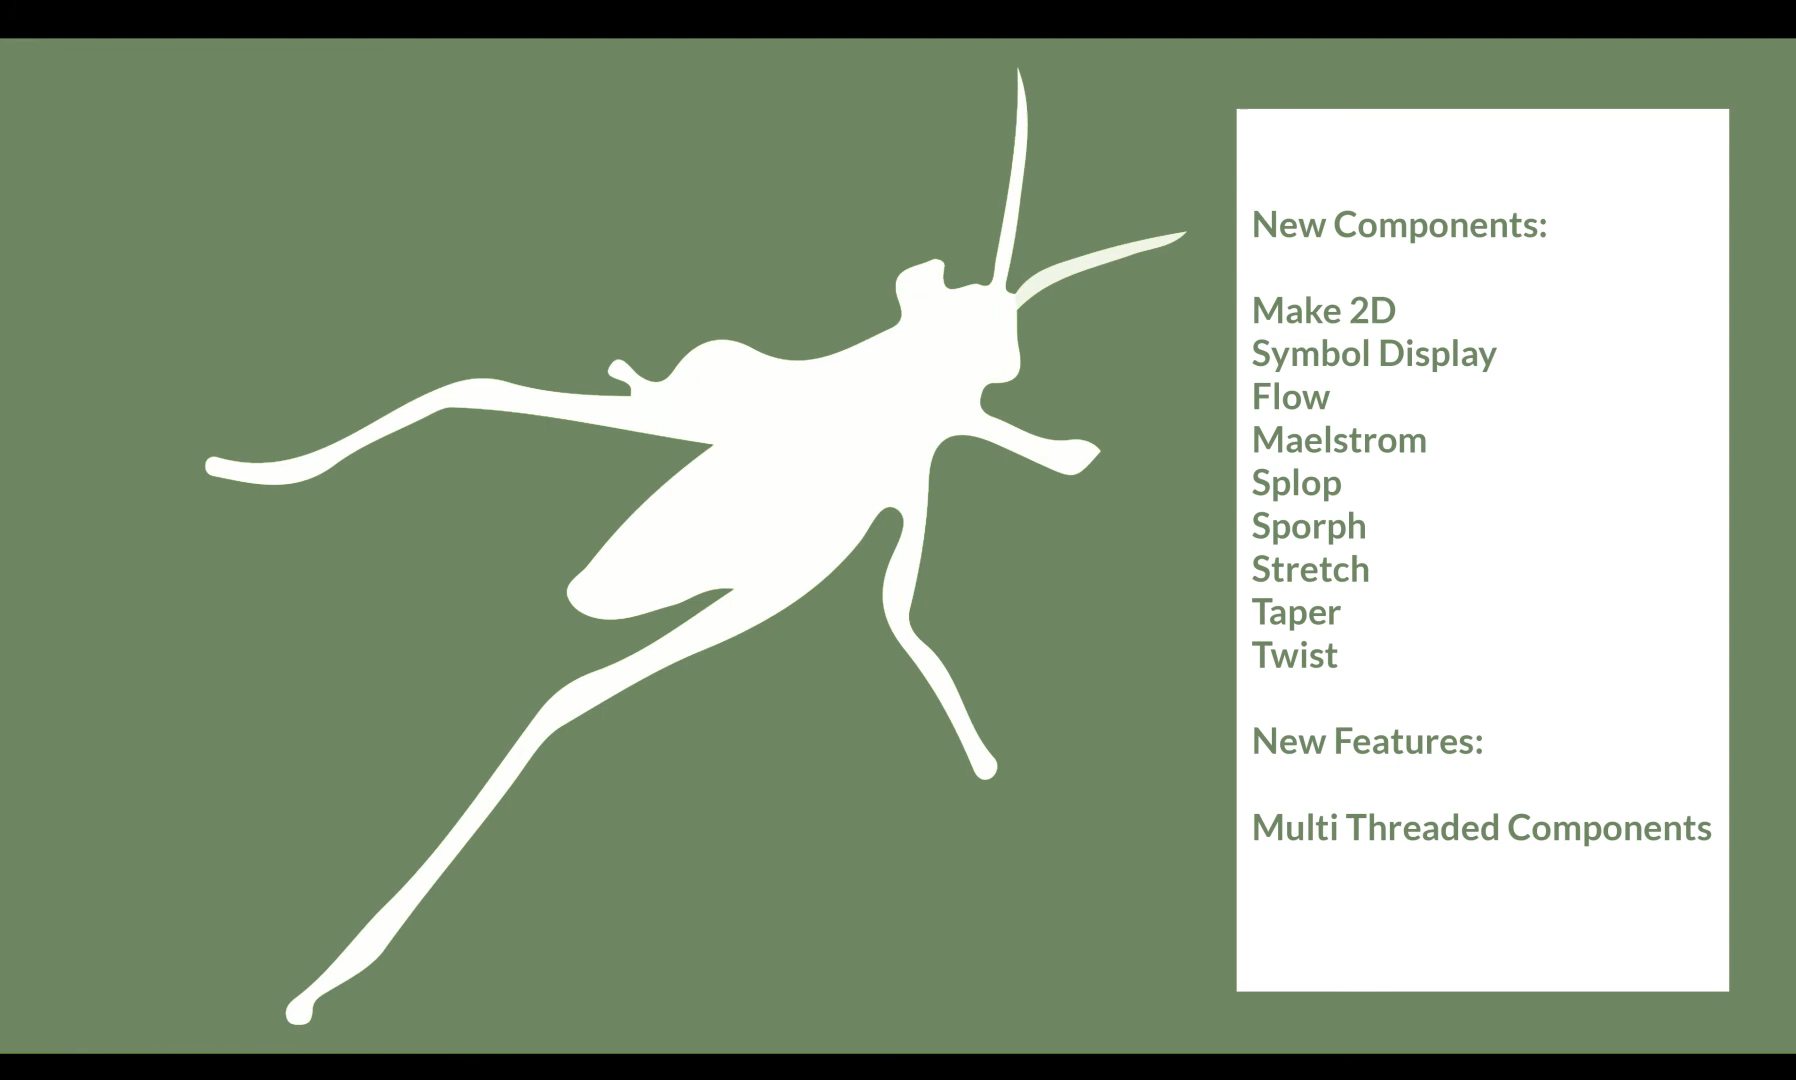 New Components:
Make 2D
Symbol Display
Flow
Maelstrom
Splop
Sporph
Stretch
Taper
Twist
New Features:
Multi Threaded Components